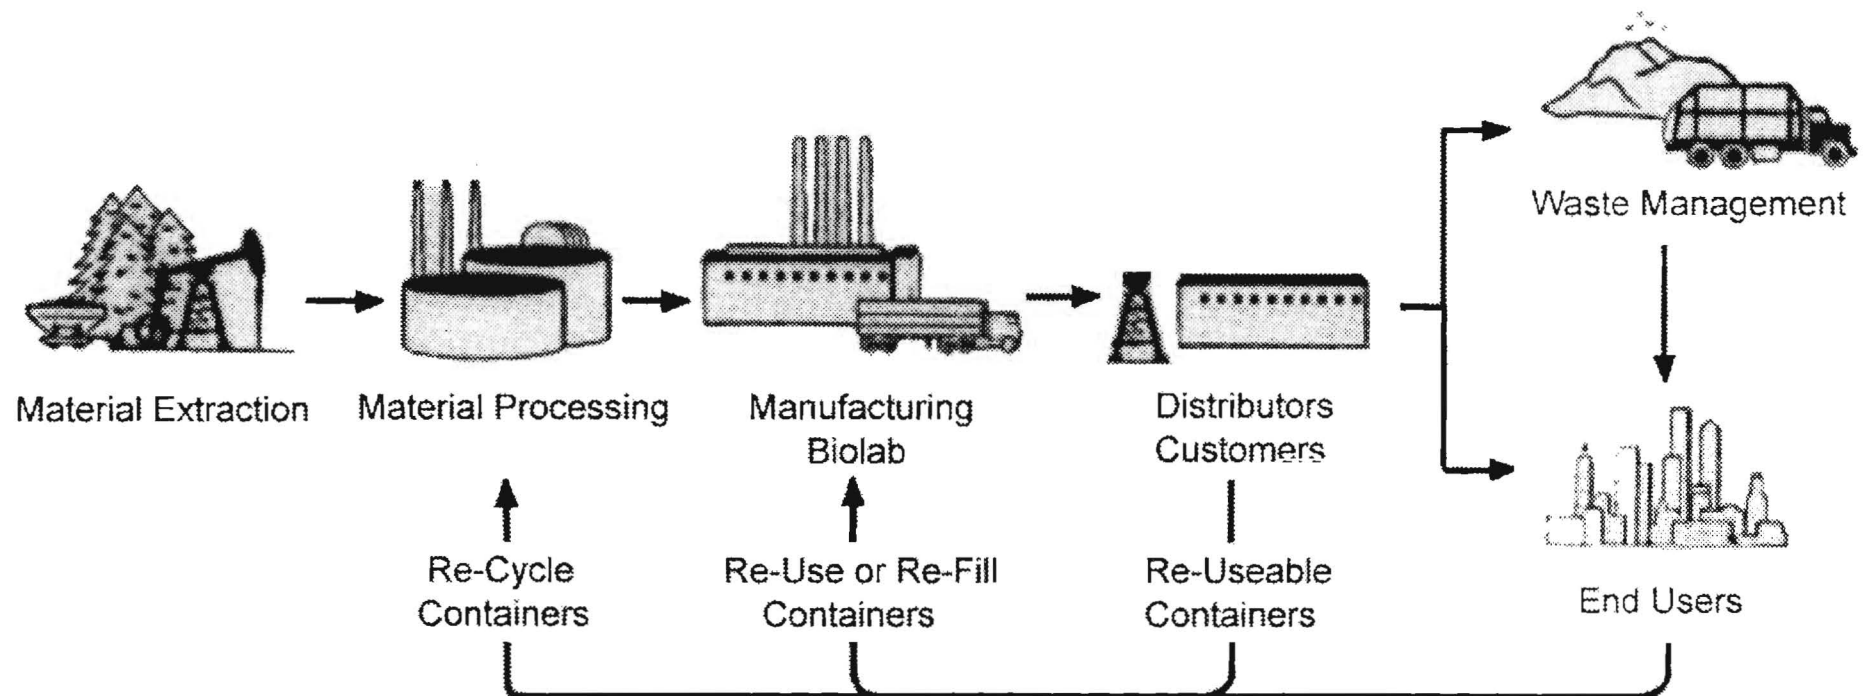 Waste Management
Material Extraction
Material Processing
Manufacturing
Biolab
Distributors
Customers
Re-Cycle
Containers
Re-Use or Re-Fill
Containers
Re-Useable
Containers
End Users